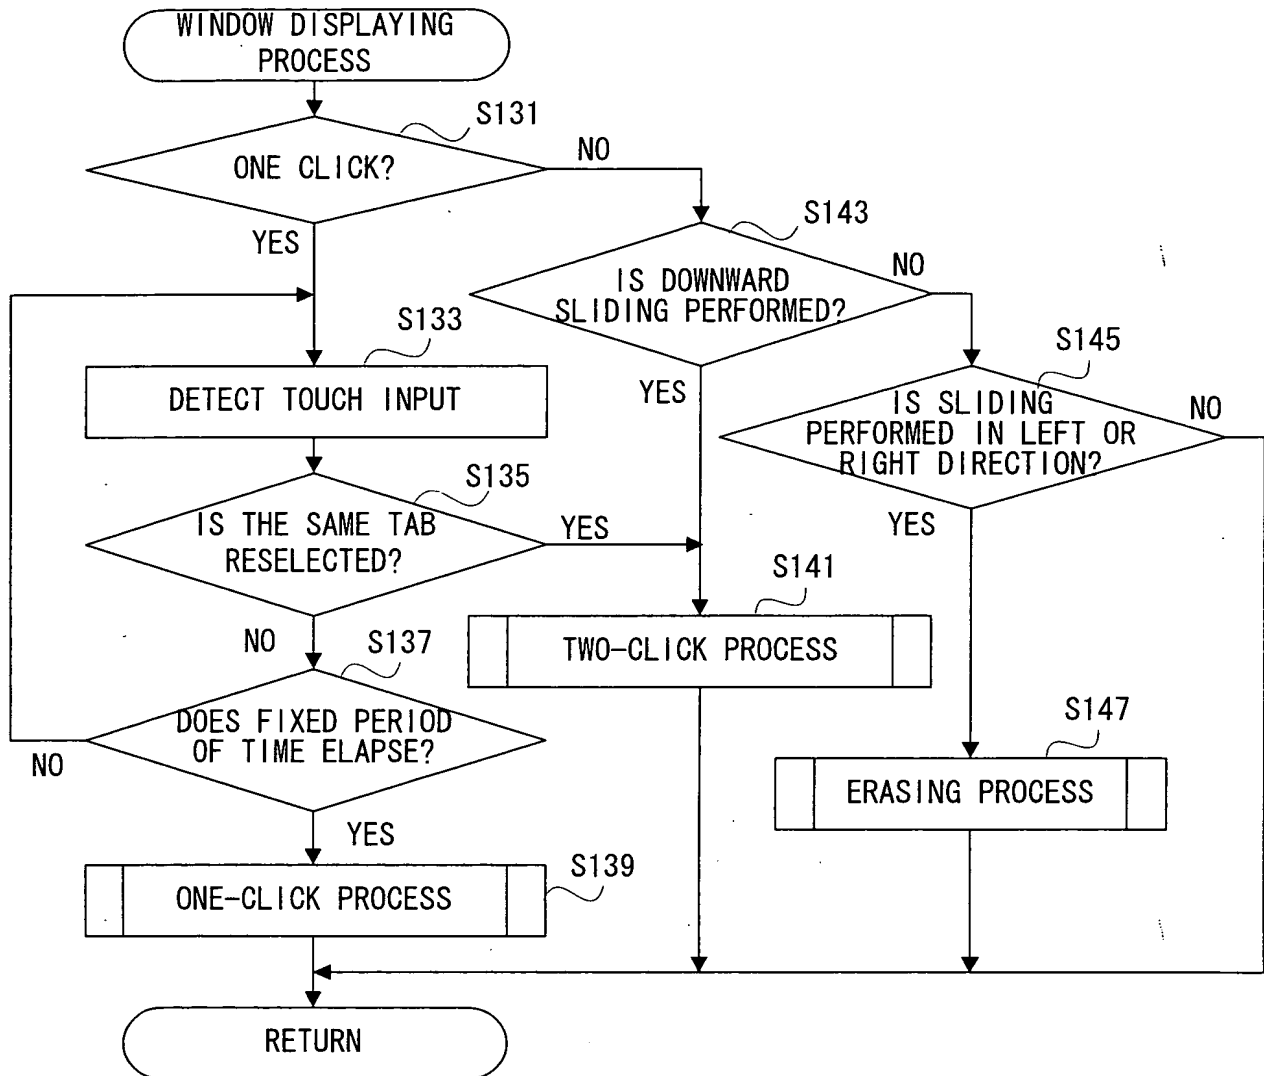 WINDOW DISPLAYING
PROCESS
S131
ONE CLICK?
NO
YES
S143
IS DOWNWARD
SLIDING PERFORMED?
NO
YES
S133
DETECT TOUCH INPUT
S145
IS SLIDING
PERFORMED IN LEFT OR
RIGHT DIRECTION?
NO
YES
S135
IS THE SAME TAB
RESELECTED?
YES
NO
S141
TWO-CLICK PROCESS
S137
DOES FIXED PERIOD
OF TIME ELAPSE?
NO
YES
S147
ERASING PROCESS
S139
ONE-CLICK PROCESS
RETURN